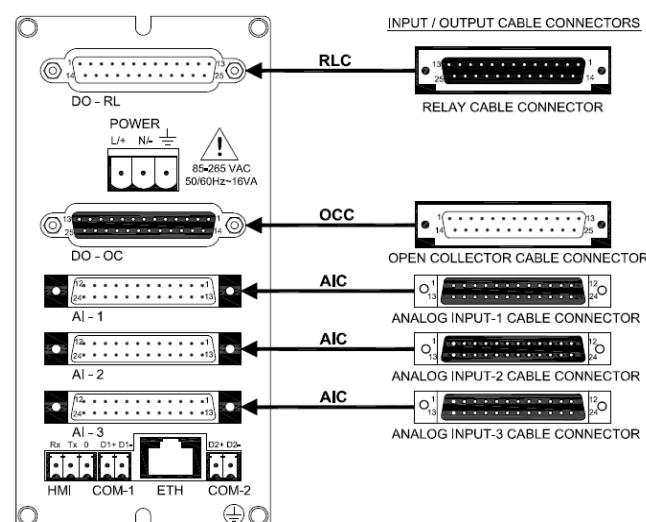 INPUT / OUTPUT CABLE CONNECTORS
1 13
14 25
DO - RL
RLC
13 1
25 14
RELAY CABLE CONNECTOR
POWER
L/+ N/-
85-265 VAC
50/60Hz~16VA
13 1
25 14
DO - OC
OCC
1 13
14 25
OPEN COLLECTOR CABLE CONNECTOR
12 1
24 13
AI - 1
AIC
1 12
13 24
ANALOG INPUT-1 CABLE CONNECTOR
12 1
24 13
AI - 2
AIC
1 12
13 24
ANALOG INPUT-2 CABLE CONNECTOR
12 1
24 13
AI - 3
AIC
1 12
13 24
ANALOG INPUT-3 CABLE CONNECTOR
Rx Tx 0 D1+ D1- D2+ D2-
HMI COM-1 ETH COM-2